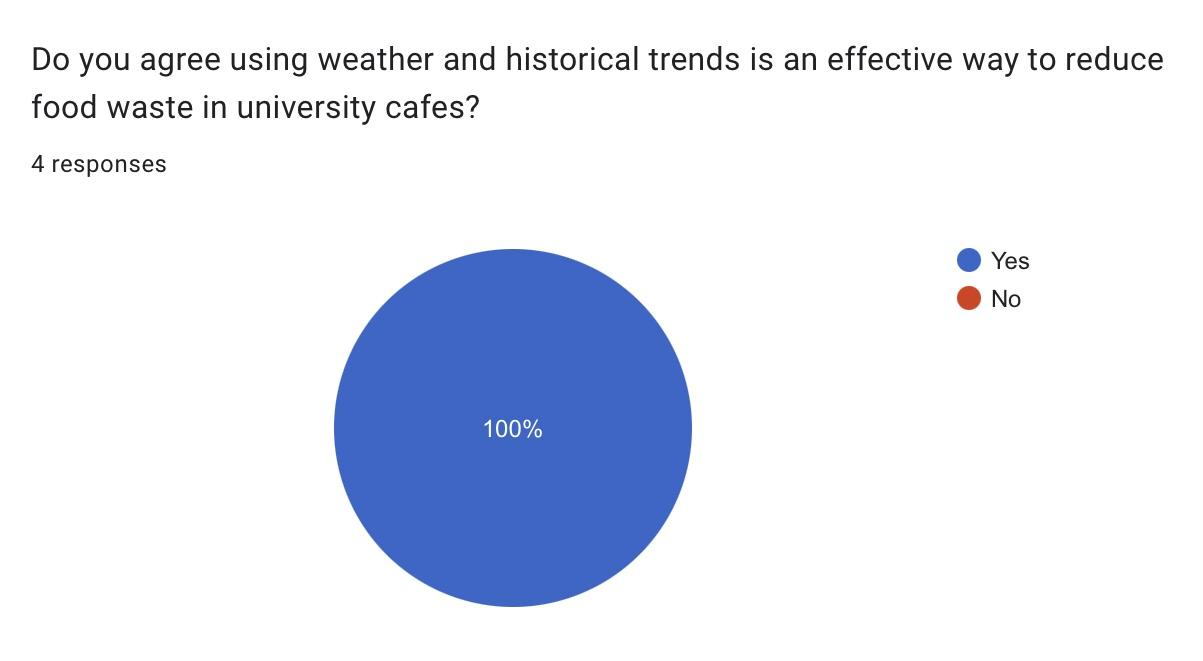 Do you agree using weather and historical trends is an effective way to reduce
food waste in university cafes?
4 responses
100%
Yes
No